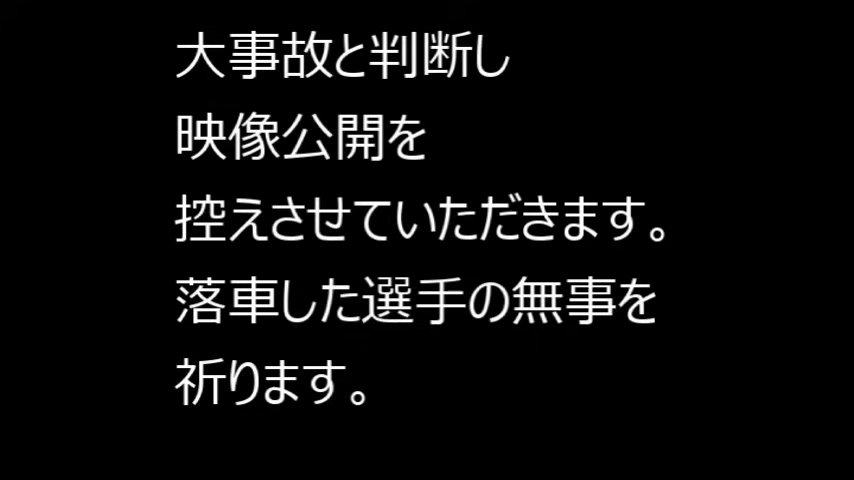 大事故と判断し
映像公開を
控えさせていただきます。
落車した選手の無事を
祈ります。